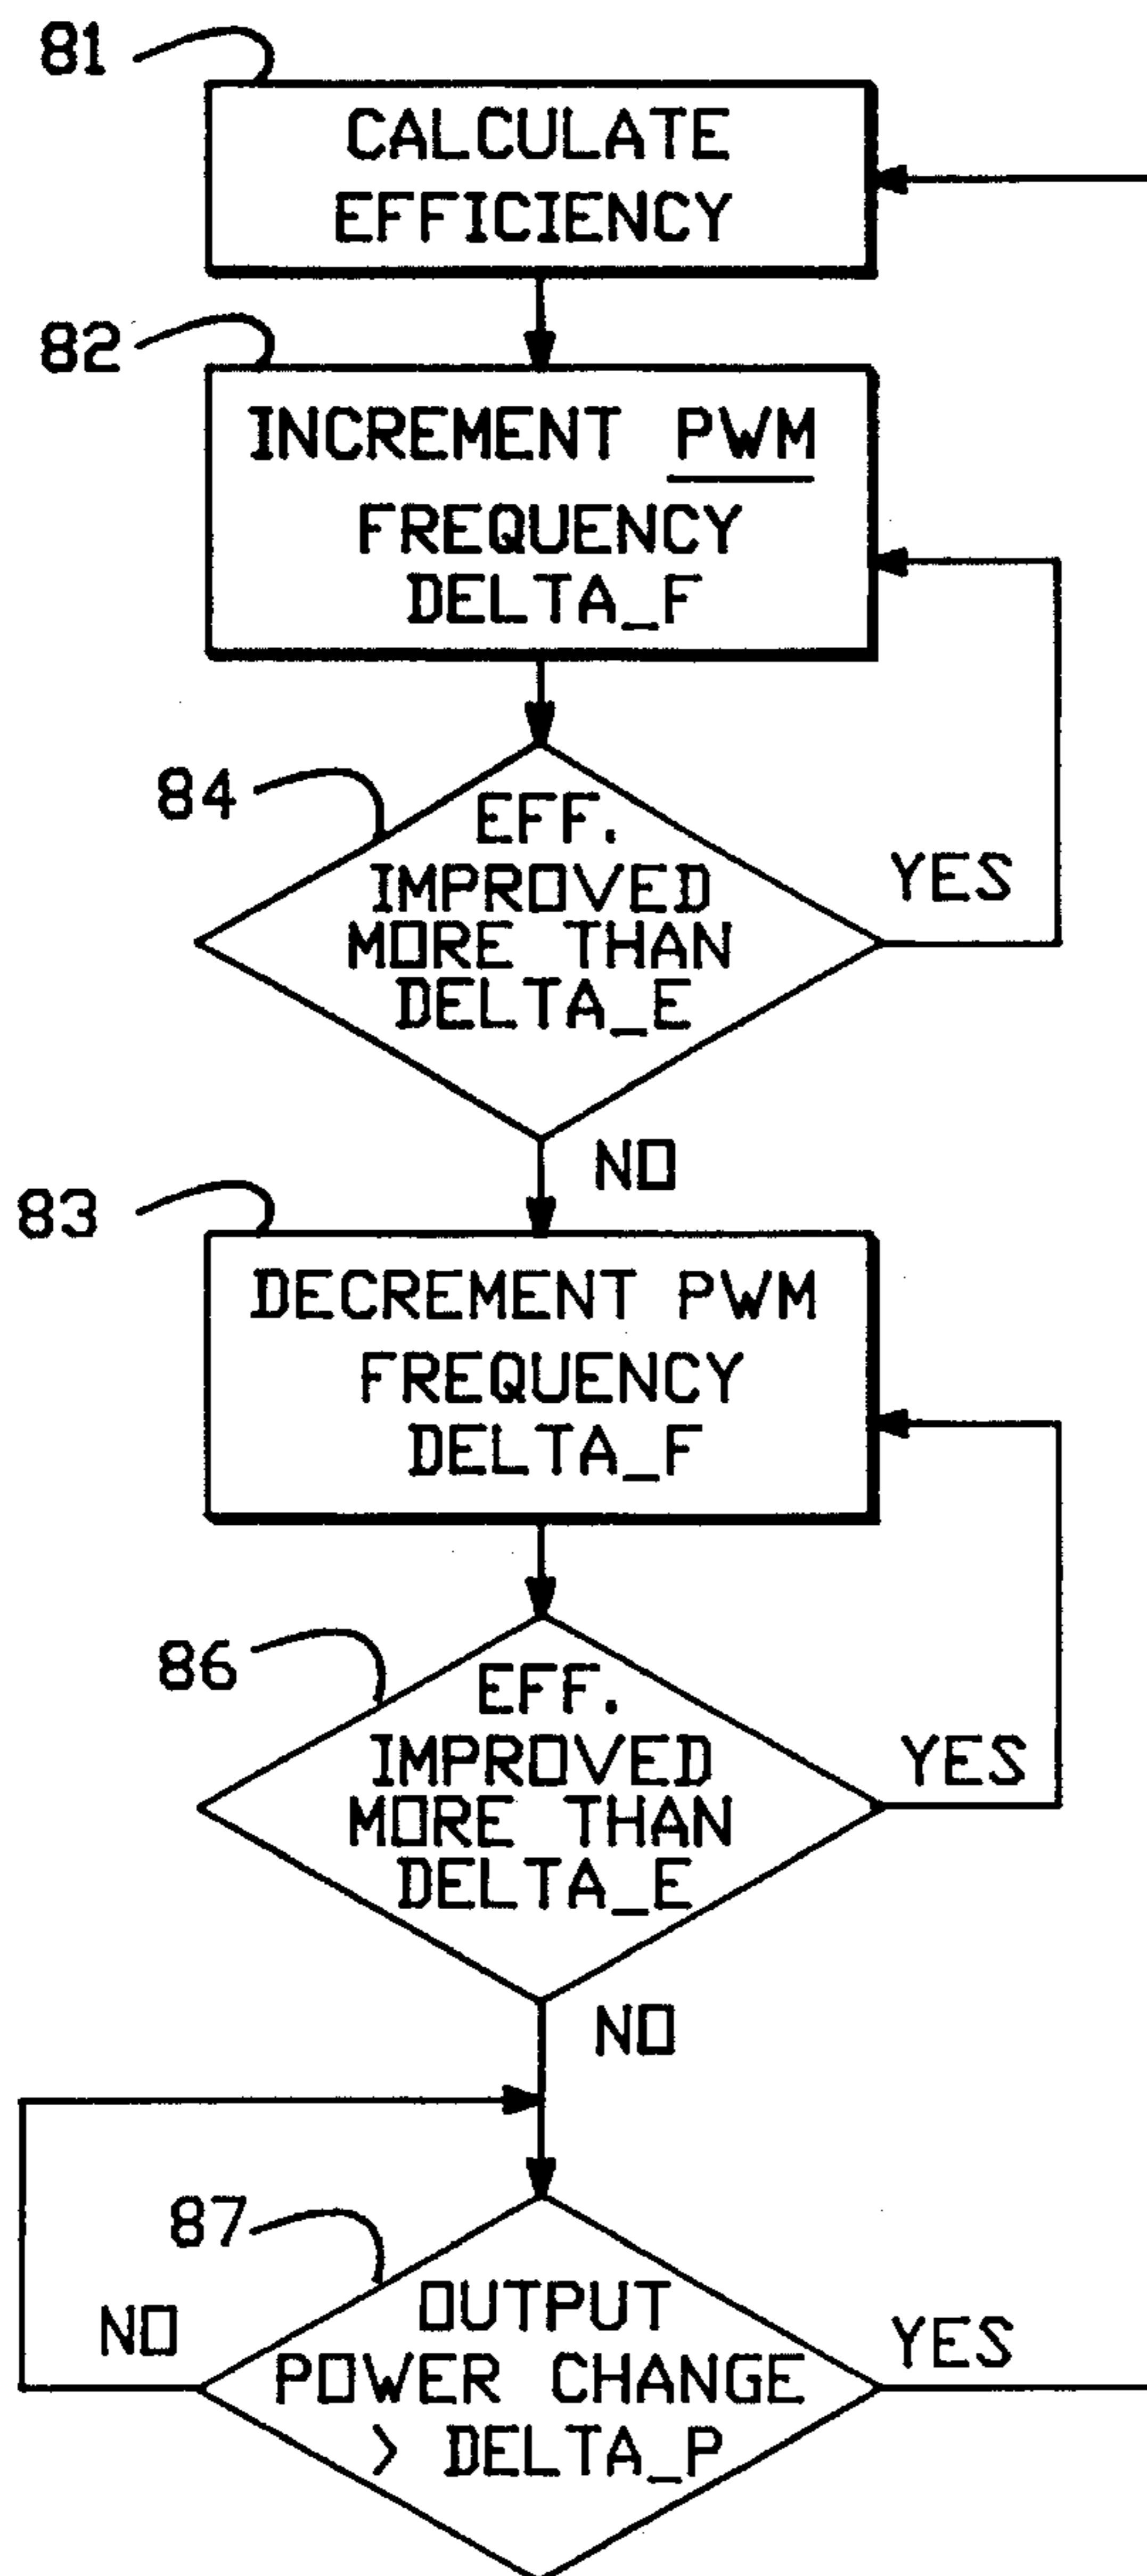 81
CALCULATE
EFFICIENCY
82
INCREMENT PWM
FREQUENCY
DELTA_F
84
EFF.
IMPROVED
MORE THAN
DELTA_E
YES
NO
83
DECREMENT PWM
FREQUENCY
DELTA_F
86
EFF.
IMPROVED
MORE THAN
DELTA_E
YES
NO
87
OUTPUT
POWER CHANGE
> DELTA_P
NO
YES